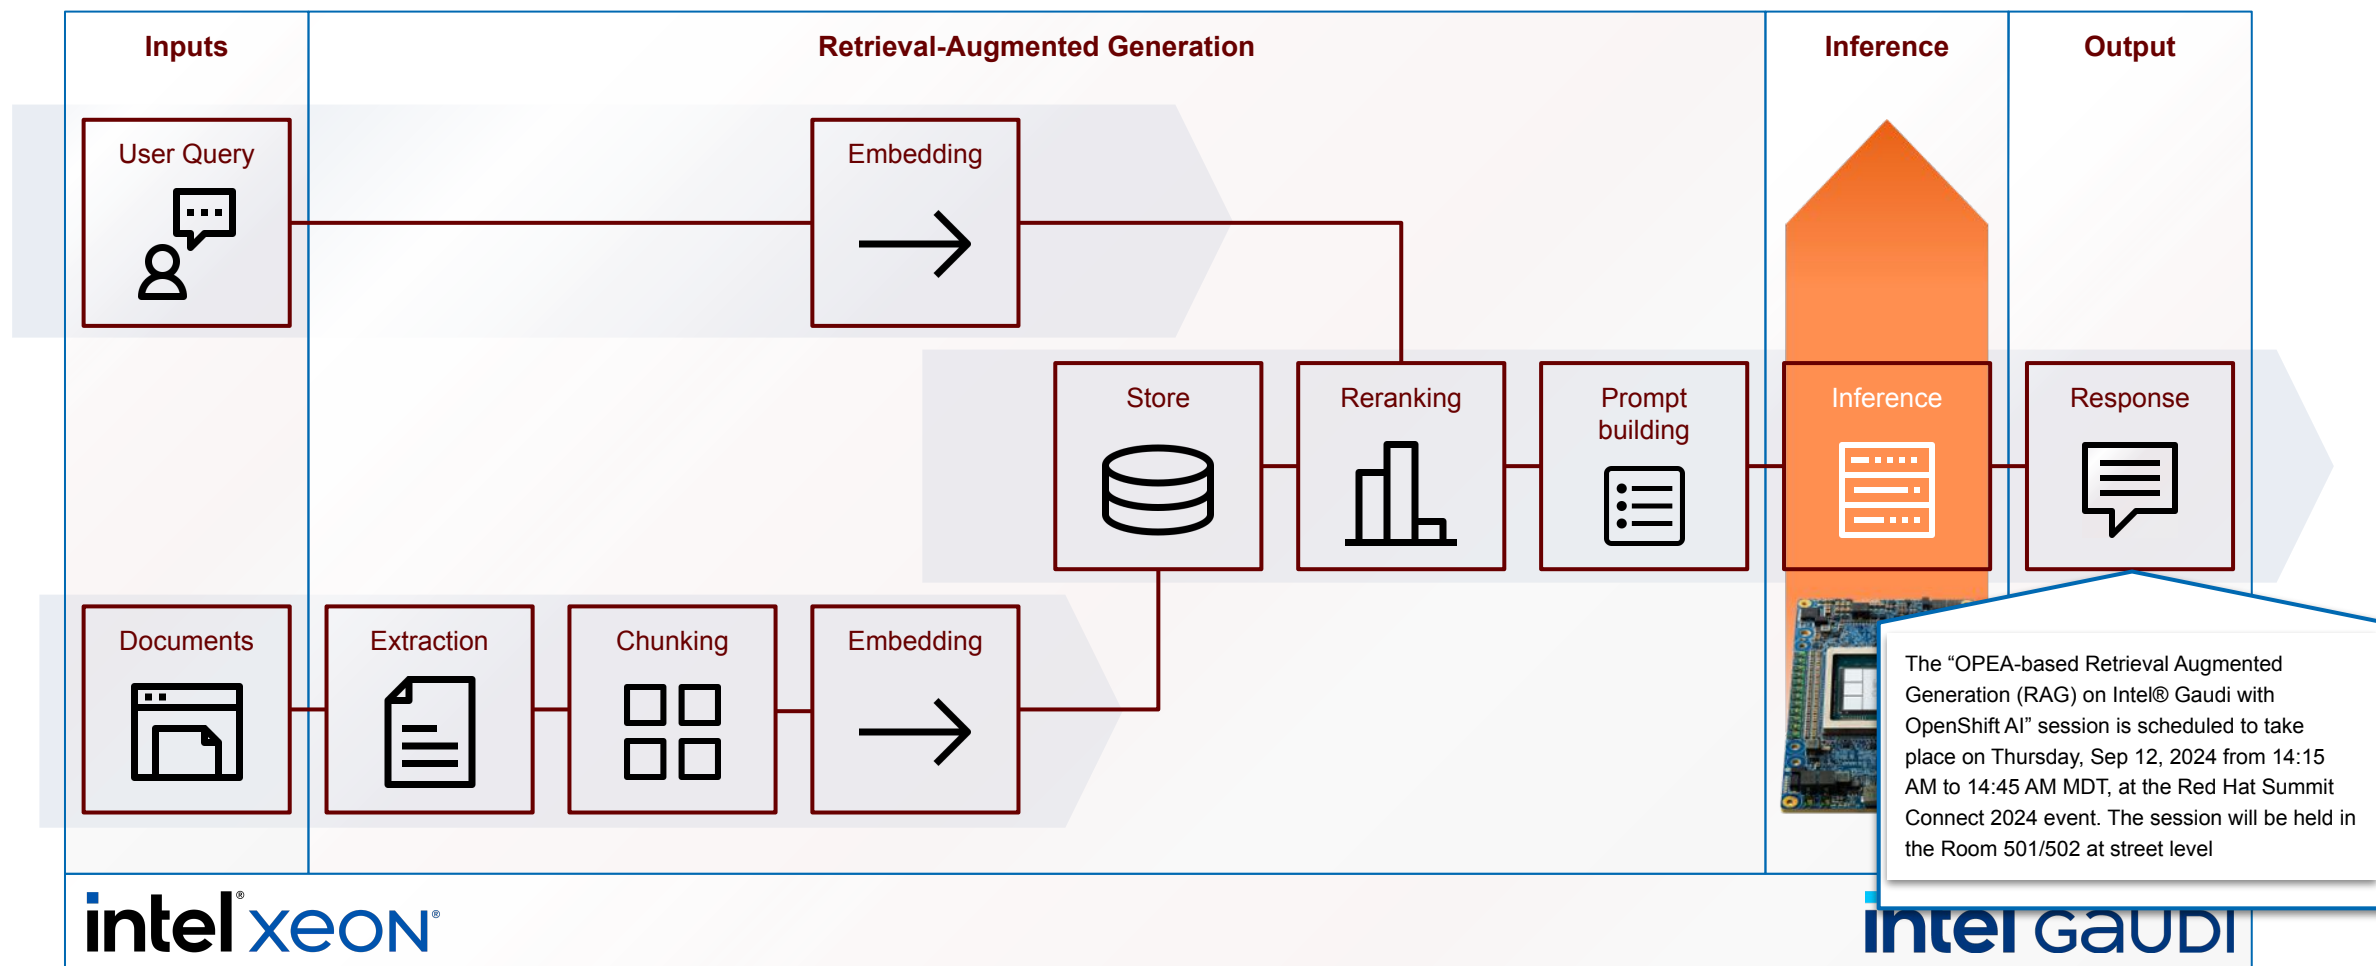 Inputs
Retrieval-Augmented Generation
Inference
Output
User Query
Embedding
Store
Reranking
Prompt
building
Inference
Response
Documents
Extraction
Chunking
Embedding
The “OPEA-based Retrieval Augmented
Generation (RAG) on Intel® Gaudi with
OpenShift AI” session is scheduled to take
place on Thursday, Sep 12, 2024 from 14:15
AM to 14:45 AM MDT, at the Red Hat Summit
Connect 2024 event. The session will be held in
the Room 501/502 at street level
intel® xeon®
intel GAUDI